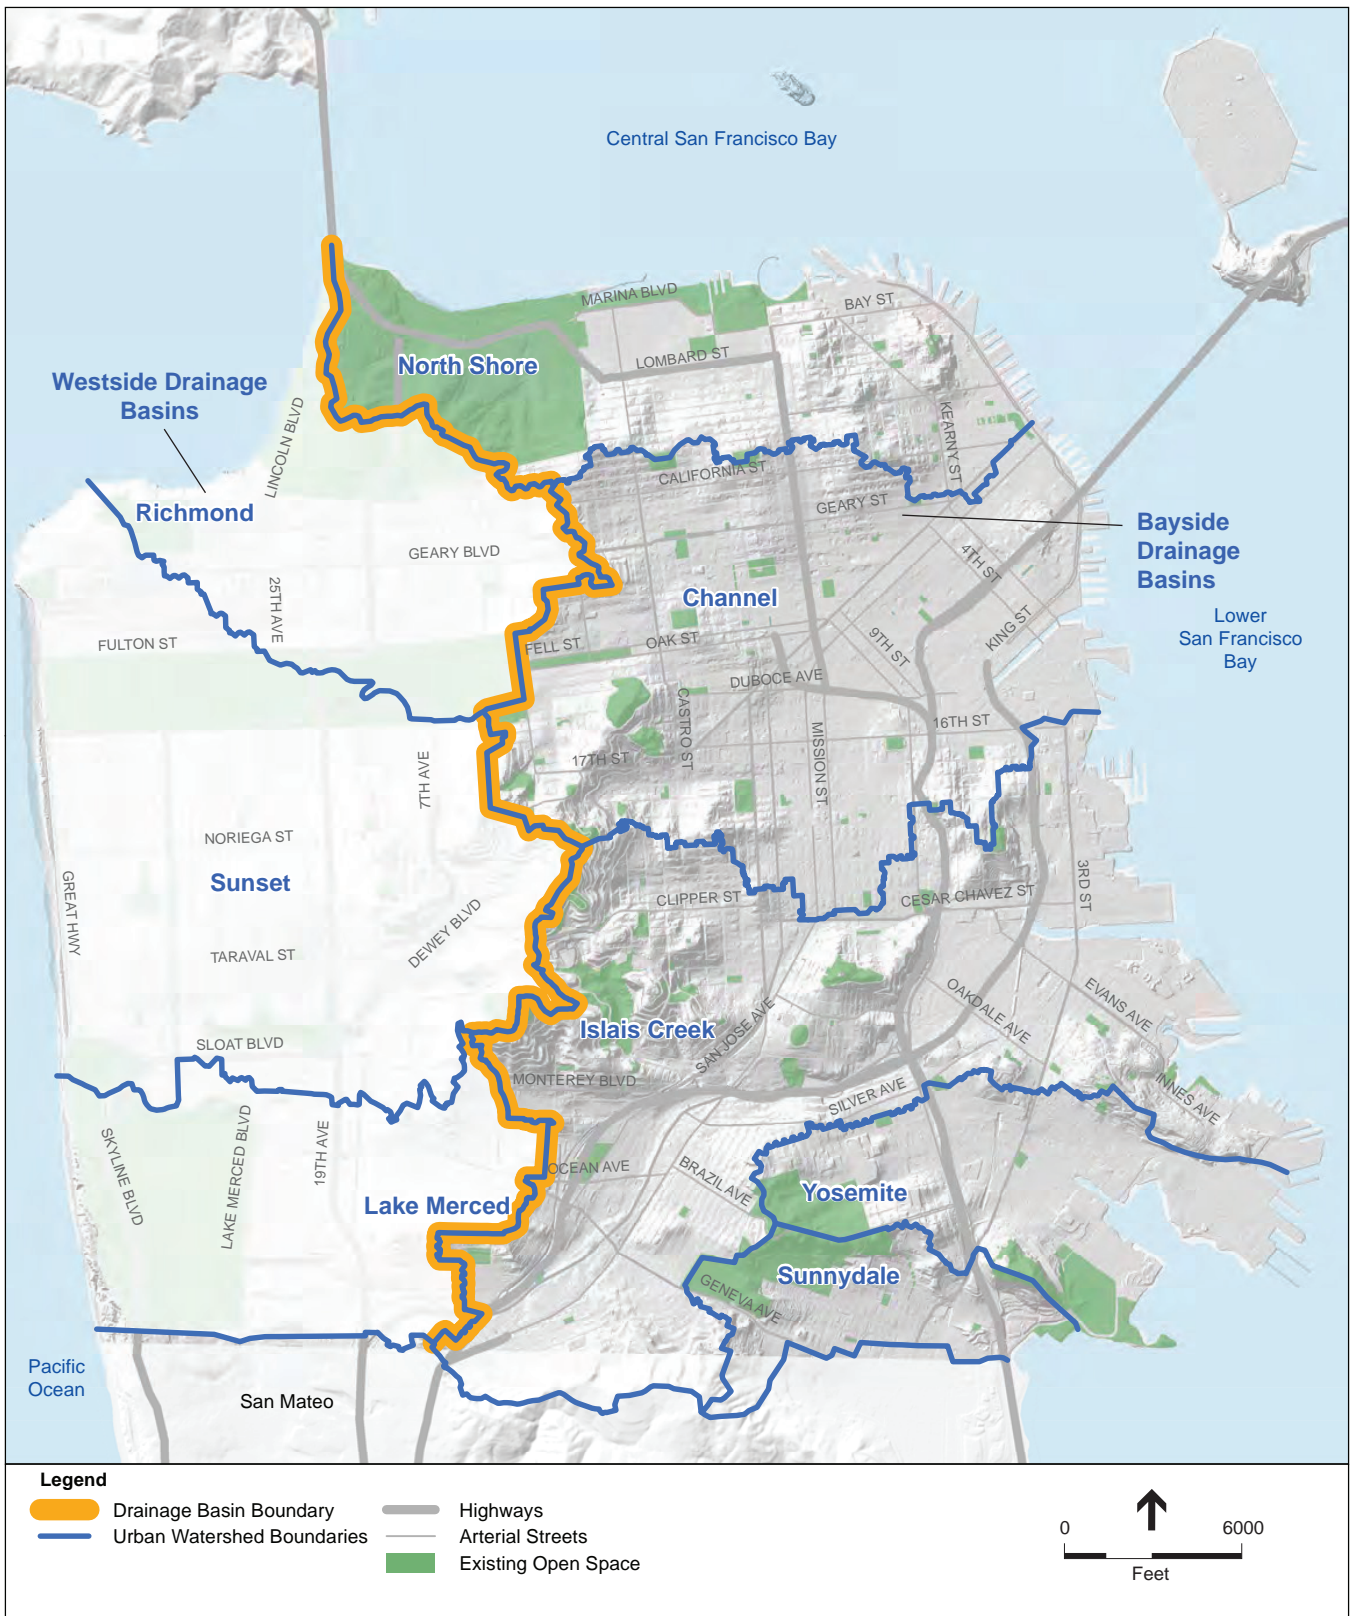 Central San Francisco Bay
MARINA BLVD
BAY ST
LOMBARD ST
North Shore
Westside Drainage
Basins
LINCOLN BLVD
KEARNY ST
CALIFORNIA ST
Richmond
GEARY ST
Bayside
Drainage
Basins
GEARY BLVD
4TH ST
25TH AVE
Channel
Lower
San Francisco
Bay
FULTON ST
FELL ST
OAK ST
9TH ST
KING ST
DUBOCE AVE
CASTRO ST
16TH ST
MISSION ST
17TH ST
7TH AVE
NORIEGA ST
Sunset
GREAT HWY
CLIPPER ST
CESAR CHAVEZ ST
3RD ST
DEWEY BLVD
TARAVAL ST
OAKDALE AVE
EVANS AVE
Islais Creek
SAN JOSE AVE
SLOAT BLVD
MONTEREY BLVD
SILVER AVE
INNES AVE
SKYLINE BLVD
LAKE MERCED BLVD
19TH AVE
OCEAN AVE
BRAZIL AVE
Yosemite
Lake Merced
Sunnydale
GENEVA AVE
Pacific
Ocean
San Mateo
Legend
Drainage Basin Boundary
Urban Watershed Boundaries
Highways
Arterial Streets
Existing Open Space
0 6000
Feet